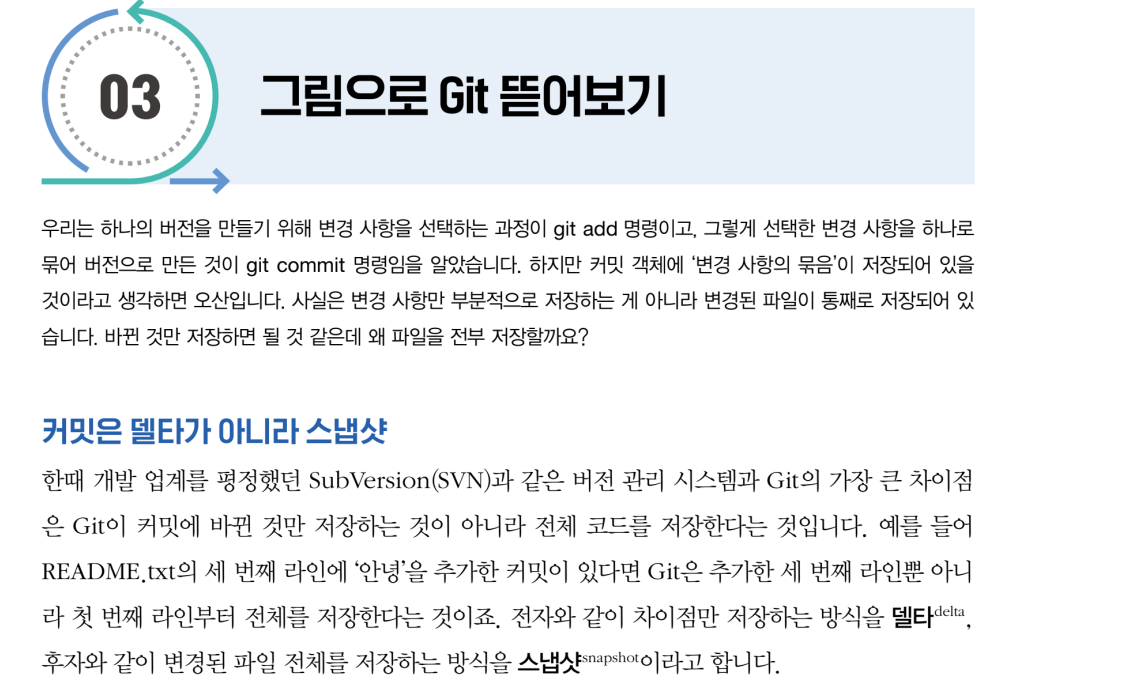 03
그림으로 Git 뜯어보기
우리는 하나의 버전을 만들기 위해 변경 사항을 선택하는 과정이 git add 명령이고, 그렇게 선택한 변경 사항을 하나로
묶어 버전으로 만든 것이 git commit 명령임을 알았습니다. 하지만 커밋 객체에 ‘변경 사항의 묶음’이 저장되어 있을
것이라고 생각하면 오산입니다. 사실은 변경 사항만 부분적으로 저장하는 게 아니라 변경된 파일이 통째로 저장되어 있
습니다. 바뀐 것만 저장하면 될 것 같은데 왜 파일을 전부 저장할까요?
커밋은 델타가 아니라 스냅샷
한때 개발 업계를 평정했던 SubVersion(SVN)과 같은 버전 관리 시스템과 Git의 가장 큰 차이점
은 Git이 커밋에 바뀐 것만 저장하는 것이 아니라 전체 코드를 저장한다는 것입니다. 예를 들어
README.txt의 세 번째 라인에 ‘안녕’을 추가한 커밋이 있다면 Git은 추가한 세 번째 라인뿐 아니
라 첫 번째 라인부터 전체를 저장한다는 것이죠. 전자와 같이 차이점만 저장하는 방식을 델타delta,
후자와 같이 변경된 파일 전체를 저장하는 방식을 스냅샷snapshot이라고 합니다.